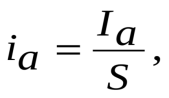 i_a = I_a / S,